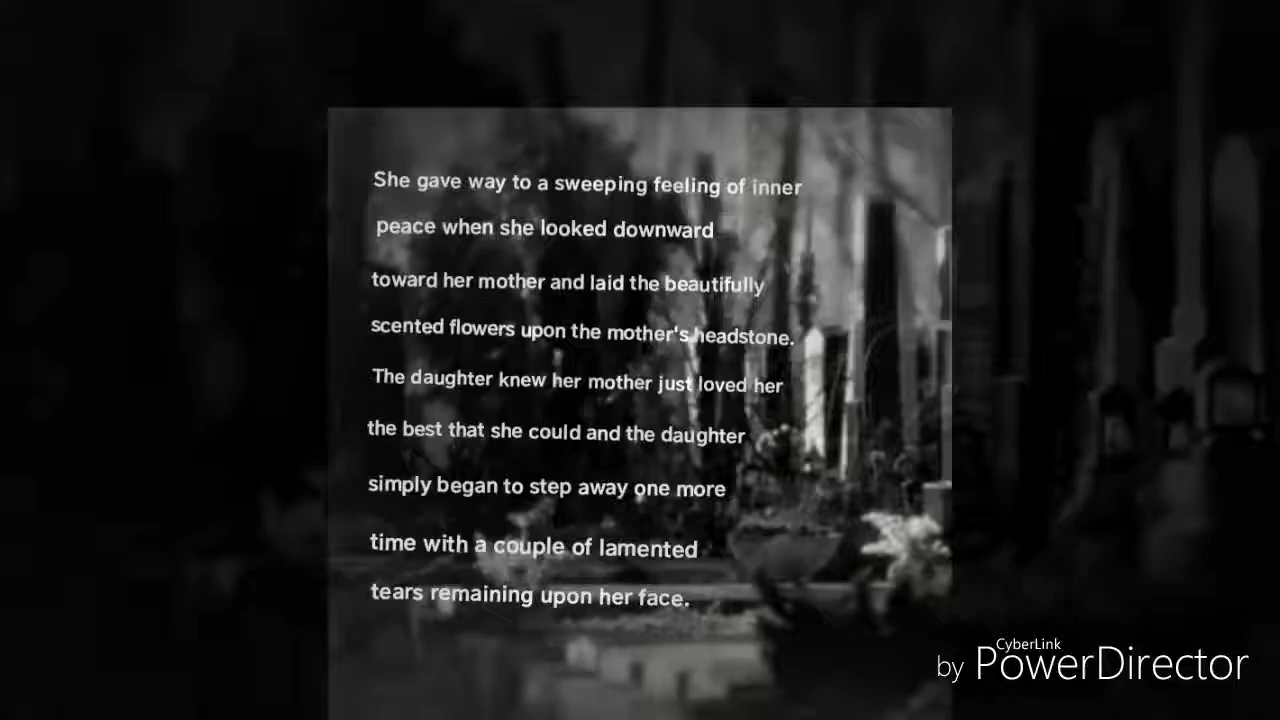 She gave way to a sweeping feeling of inner
peace when she looked downward
toward her mother and laid the beautifully
scented flowers upon the mother's headstone.
The daughter knew her mother just loved her
the best that she could and the daughter
simply began to step away one more
time with a couple of lamented
tears remaining upon her face.
CyberLink
by PowerDirector